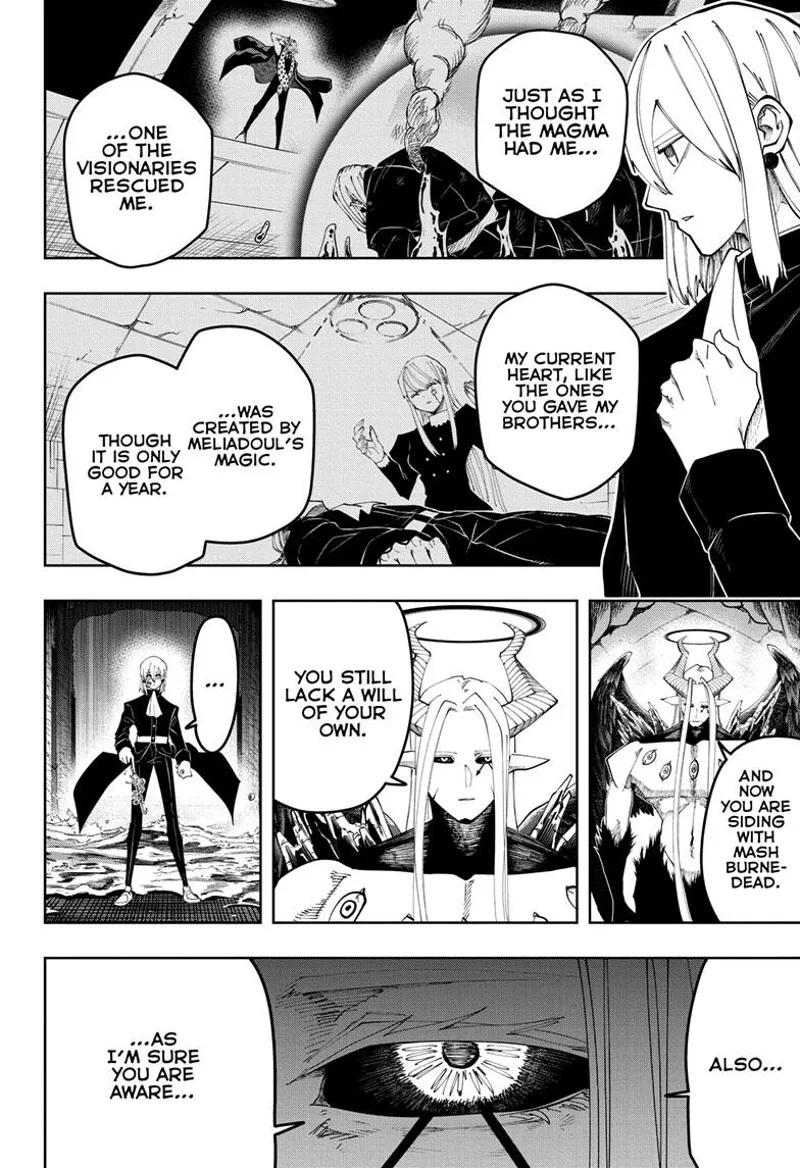 JUST AS I
THOUGHT
THE MAGMA
HAD ME...
...ONE
OF THE
VISIONARIES
RESCUED
ME.
MY CURRENT
HEART, LIKE
THE ONES
YOU GAVE MY
BROTHERS...
...WAS
CREATED BY
MELIADOUL'S
MAGIC.
THOUGH
IT IS ONLY
GOOD FOR
A YEAR.
AND
NOW
YOU ARE
SIDING
WITH
MASH
BURNE-
DEAD.
YOU STILL
LACK A WILL
OF YOUR
OWN.
...
ALSO...
...AS
I'M SURE
YOU ARE
AWARE...